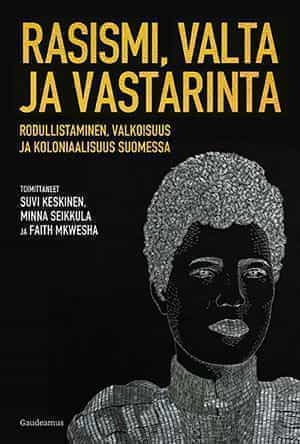 RASISMI, VALTA
JA VASTARINTA
RODULLISTAMINEN, VALKOISUUS
JA KOLONIAALISUUS SUOMESSA
TOIMITTANEET
SUVI KESKINEN,
MINNA SEIKKULA
JA FAITH MKWESHA
Gaudeamus